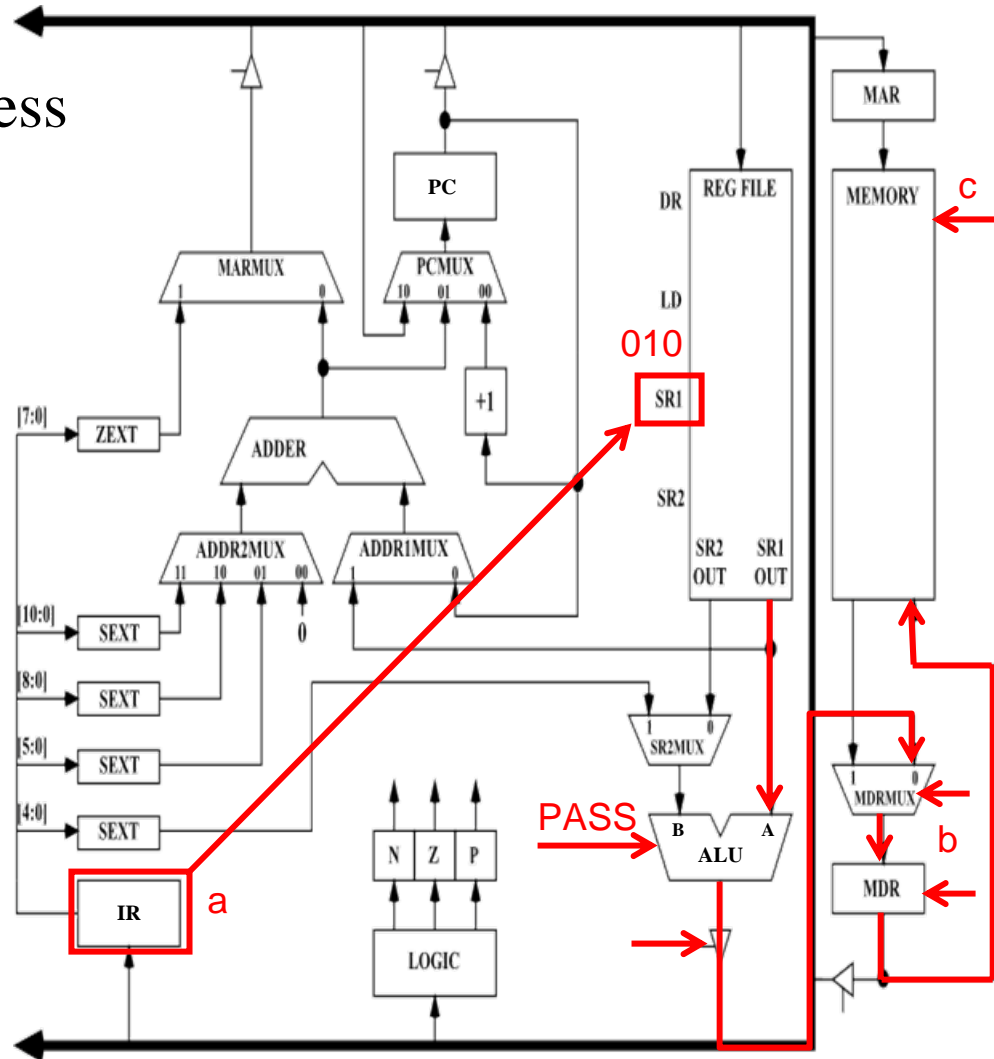 ess
MAR
PC
REG FILE
DR
MEMORY
c
MARMUX
1 0
PCMUX
10 01 00
LD
010
SR1
+1
[7:0]
ZEXT
ADDER
SR2
ADDR2MUX
11 10 01 00
ADDR1MUX
1 0
SR2 OUT
SR1 OUT
0
[10:0]
SEXT
[8:0]
SEXT
[5:0]
SEXT
[4:0]
SEXT
1 0
SR2MUX
1 0
MDRMUX
PASS
B A
ALU
b
N Z P
MDR
IR
a
LOGIC